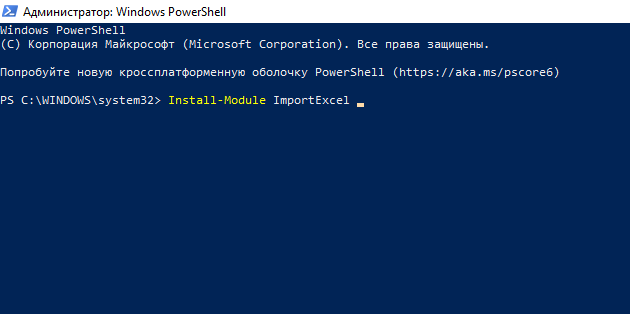 Администратор: Windows PowerShell
Windows PowerShell
(C) Корпорация Майкрософт (Microsoft Corporation). Все права защищены.
Попробуйте новую кроссплатформенную оболочку PowerShell (https://aka.ms/pscore6)
PS C:\WINDOWS\system32> Install-Module ImportExcel